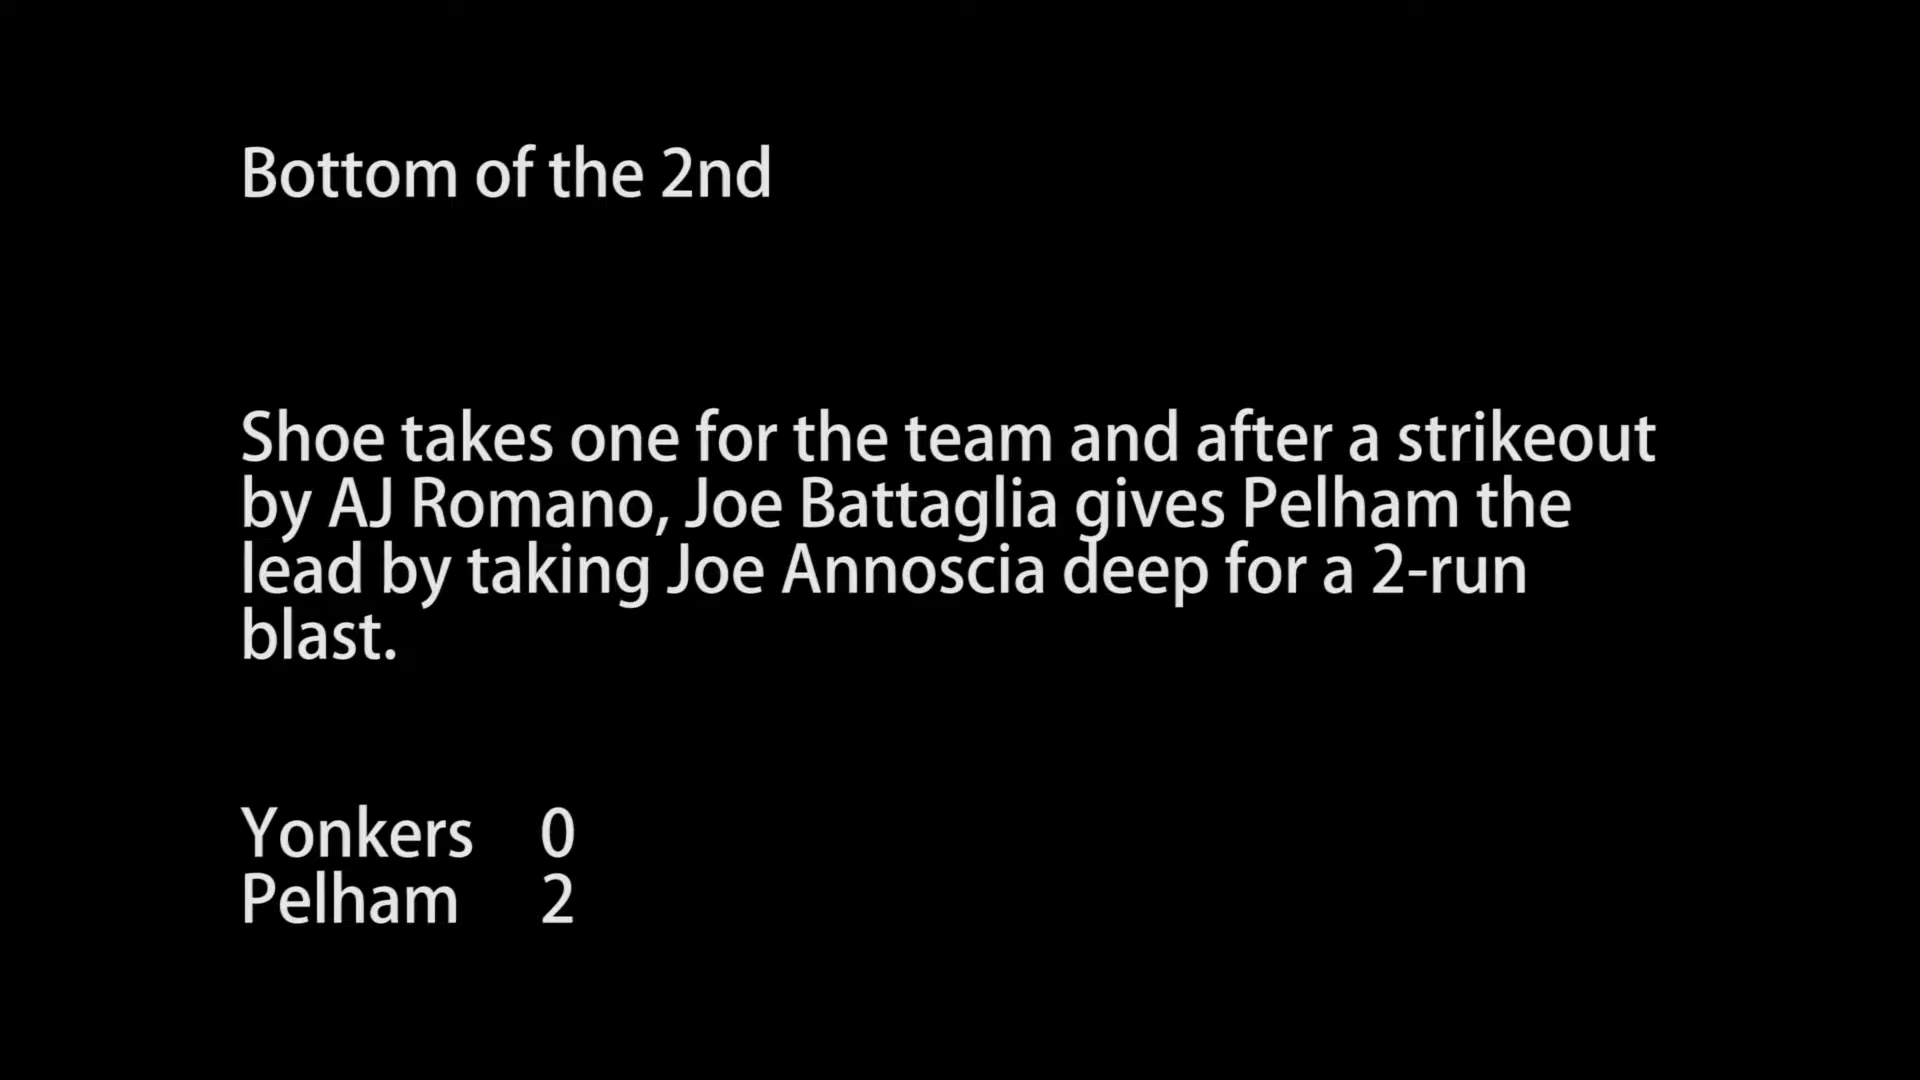 Bottom of the 2nd
Shoe takes one for the team and after a strikeout
by AJ Romano, Joe Battaglia gives Pelham the
lead by taking Joe Annoscia deep for a 2-run
blast.
Yonkers 0
Pelham 2